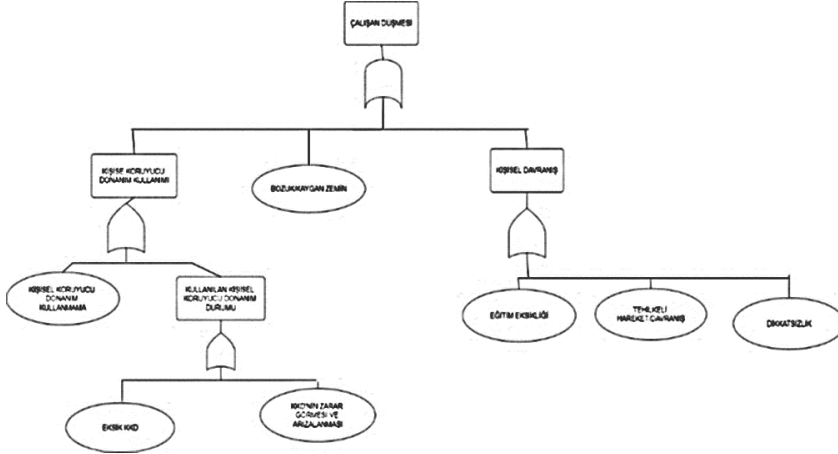 ÇALIŞAN DÜŞMESİ
KİŞİSE KORUYUCU
DONANIM KULLANIMI
BOZUK/KAYGAN ZEMİN
KİŞİSEL DAVRANIŞ
KİŞİSEL KORUYUCU
DONANIM
KULLANMAMA
KULLANILAN KİŞİSEL
KORUYUCU DONANIM
DURUMU
EĞİTİM EKSİKLİĞİ
TEHLİKELİ
HAREKET/DAVRANIŞ
DİKKATSİZLİK
EKSİK KKD
KKD'NİN ZARAR
GÖRMESİ VE
ARIZALANMASI